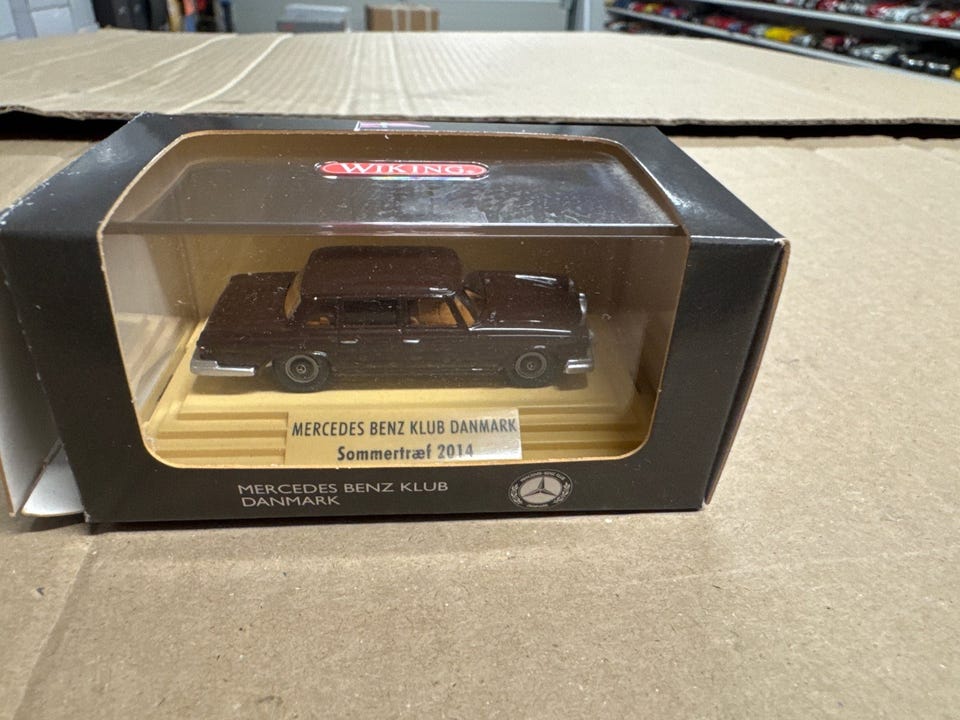 WIKING®
MERCEDES BENZ KLUB DANMARK
Sommertræf 2014
MERCEDES BENZ KLUB
DANMARK